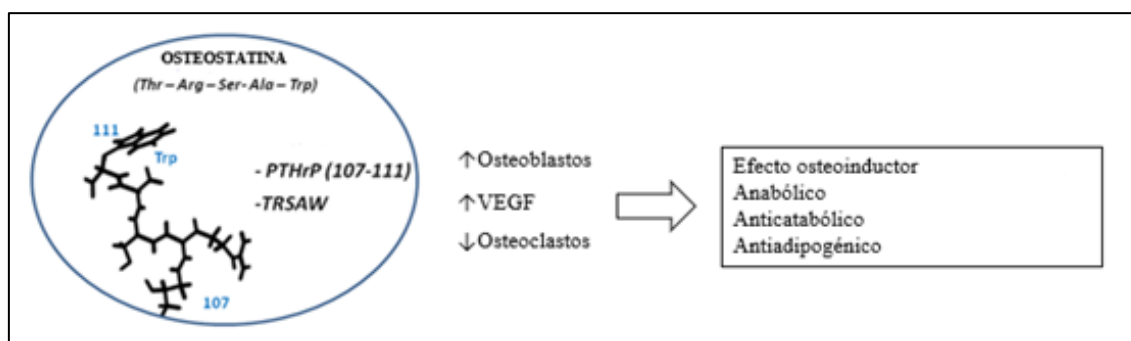 OSTEOSTATINA
(Thr – Arg – Ser- Ala – Trp)
111
Trp
- PTHrP (107-111)
-TRSAW
107
↑Osteoblastos
↑VEGF
↓Osteoclastos
Efecto osteoinductor
Anabólico
Anticatabólico
Antiadipogénico